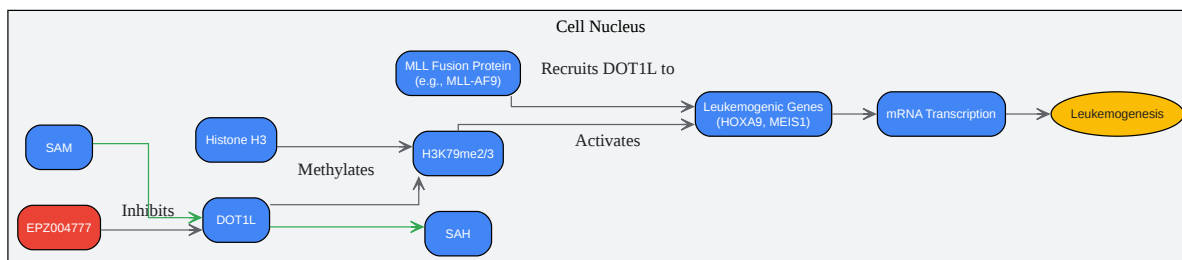 Cell Nucleus
MLL Fusion Protein
(e.g., MLL-AF9)
Recruits DOT1L to
Leukemogenic Genes
(HOXA9, MEIS1)
mRNA Transcription
Leukemogenesis
Histone H3
Activates
SAM
H3K79me2/3
Methylates
Inhibits
EPZ004777
DOT1L
SAH